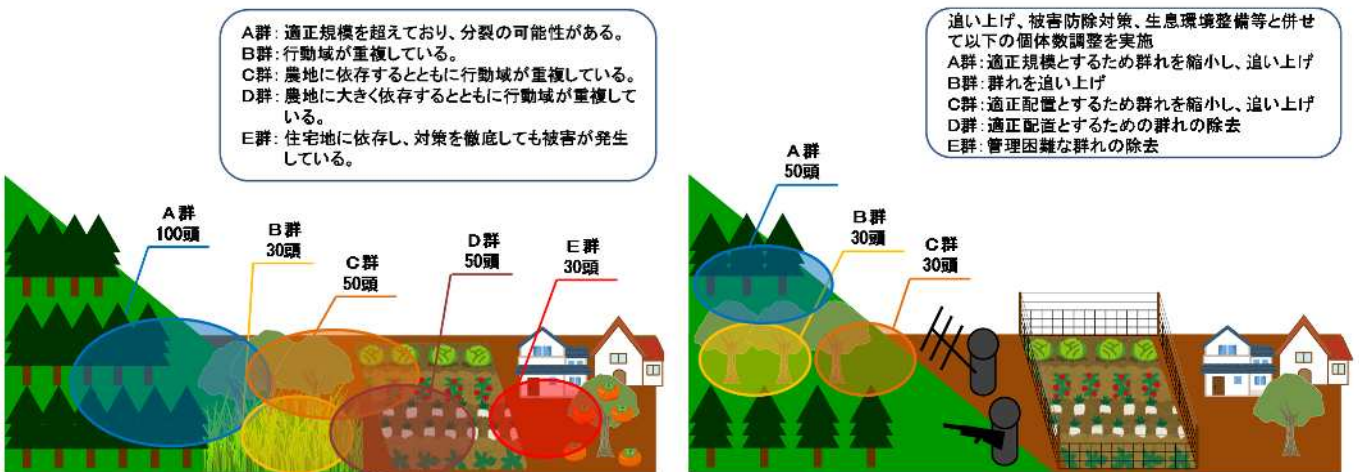 A群：適正規模を超えており、分裂の可能性がある。
B群：行動域が重複している。
C群：農地に依存するとともに行動域が重複している。
D群：農地に大きく依存するとともに行動域が重複して
いる。
E群：住宅地に依存し、対策を徹底しても被害が発生
している。
A群
100頭
B群
30頭
C群
50頭
D群
50頭
E群
30頭
追い上げ、被害防除対策、生息環境整備等と併せ
て以下の個体数調整を実施
A群：適正規模とするため群れを縮小し、追い上げ
B群：群れを追い上げ
C群：適正配置とするため群れを縮小し、追い上げ
D群：適正配置とするための群れの除去
E群：管理困難な群れの除去
A群
50頭
B群
30頭
C群
30頭